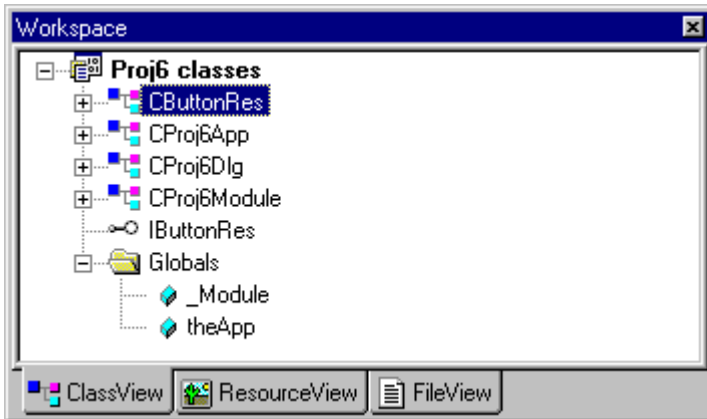 Workspace
Proj6 classes
CButtonRes
CProj6App
CProj6Dlg
CProj6Module
IButtonRes
Globals
_Module
theApp
ClassView ResourceView FileView